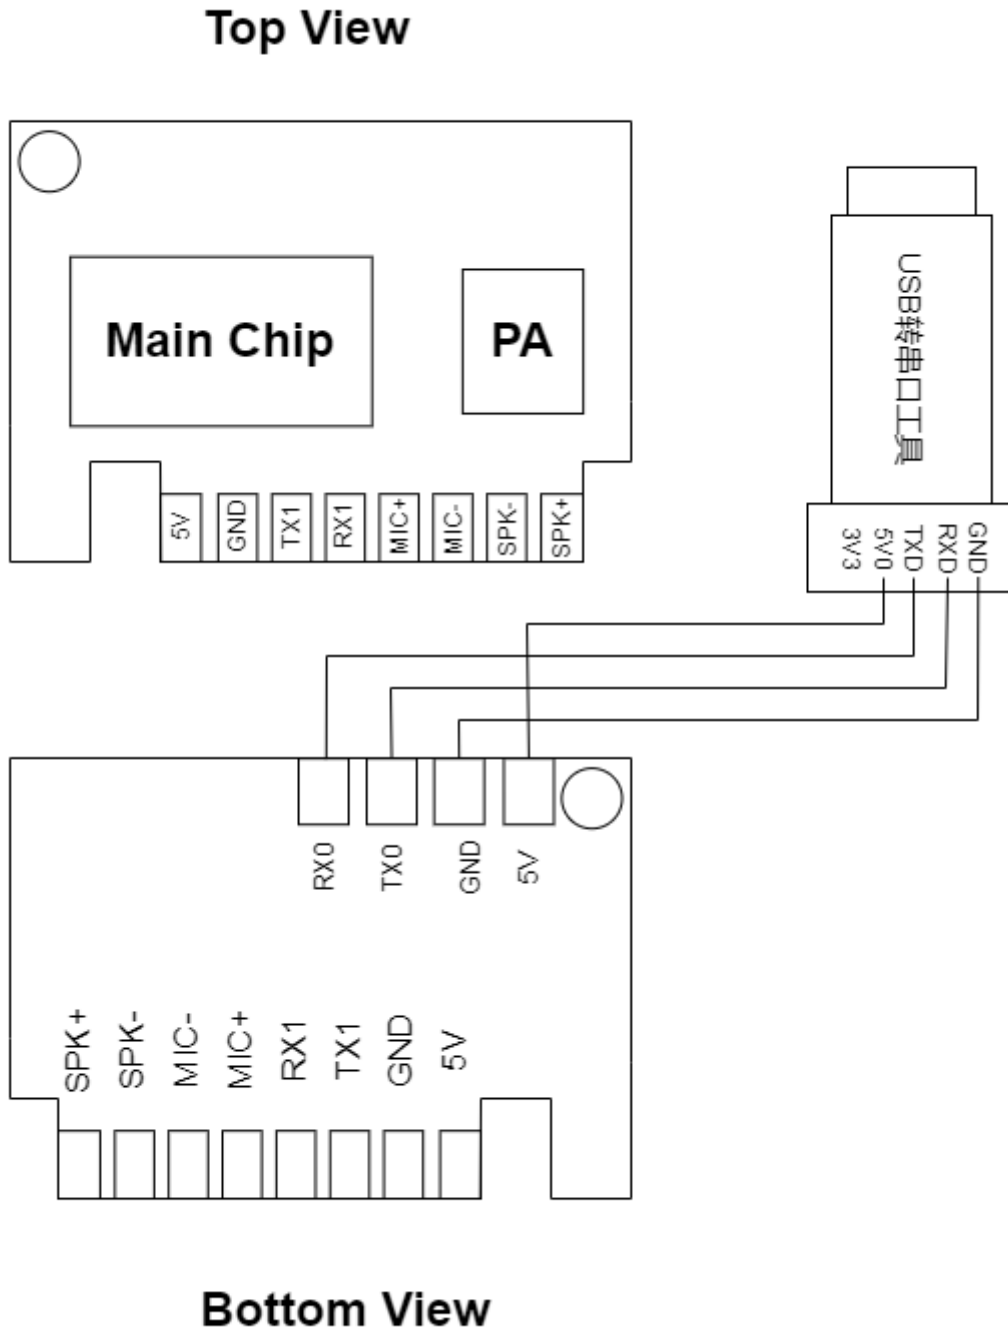 Top View
Main Chip
PA
5V
GND
TX1
RX1
MIC+
MIC-
SPK-
SPK+
USB转串口工具
3V3
5V0
TXD
RXD
GND
RX0
TX0
GND
5V
SPK+
SPK-
MIC-
MIC+
RX1
TX1
GND
5V
Bottom View